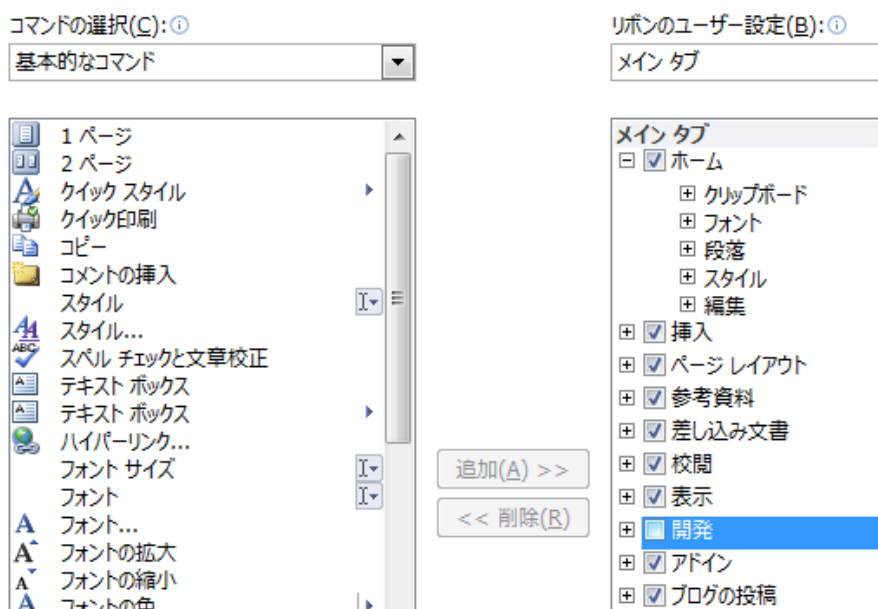 コマンドの選択(C):
基本的なコマンド
1 ページ
2 ページ
クイック スタイル
クイック印刷
コピー
コメントの挿入
スタイル
スタイル...
スペル チェックと文章校正
テキスト ボックス
テキスト ボックス
ハイパーリンク...
フォント サイズ
フォント
フォント...
フォントの拡大
フォントの縮小
フォントの色
追加(A) >>
<< 削除(R)
リボンのユーザー設定(B):
メイン タブ
メイン タブ
ホーム
クリップボード
フォント
段落
スタイル
編集
挿入
ページ レイアウト
参考資料
差し込み文書
校閲
表示
開発
アドイン
ブログの投稿